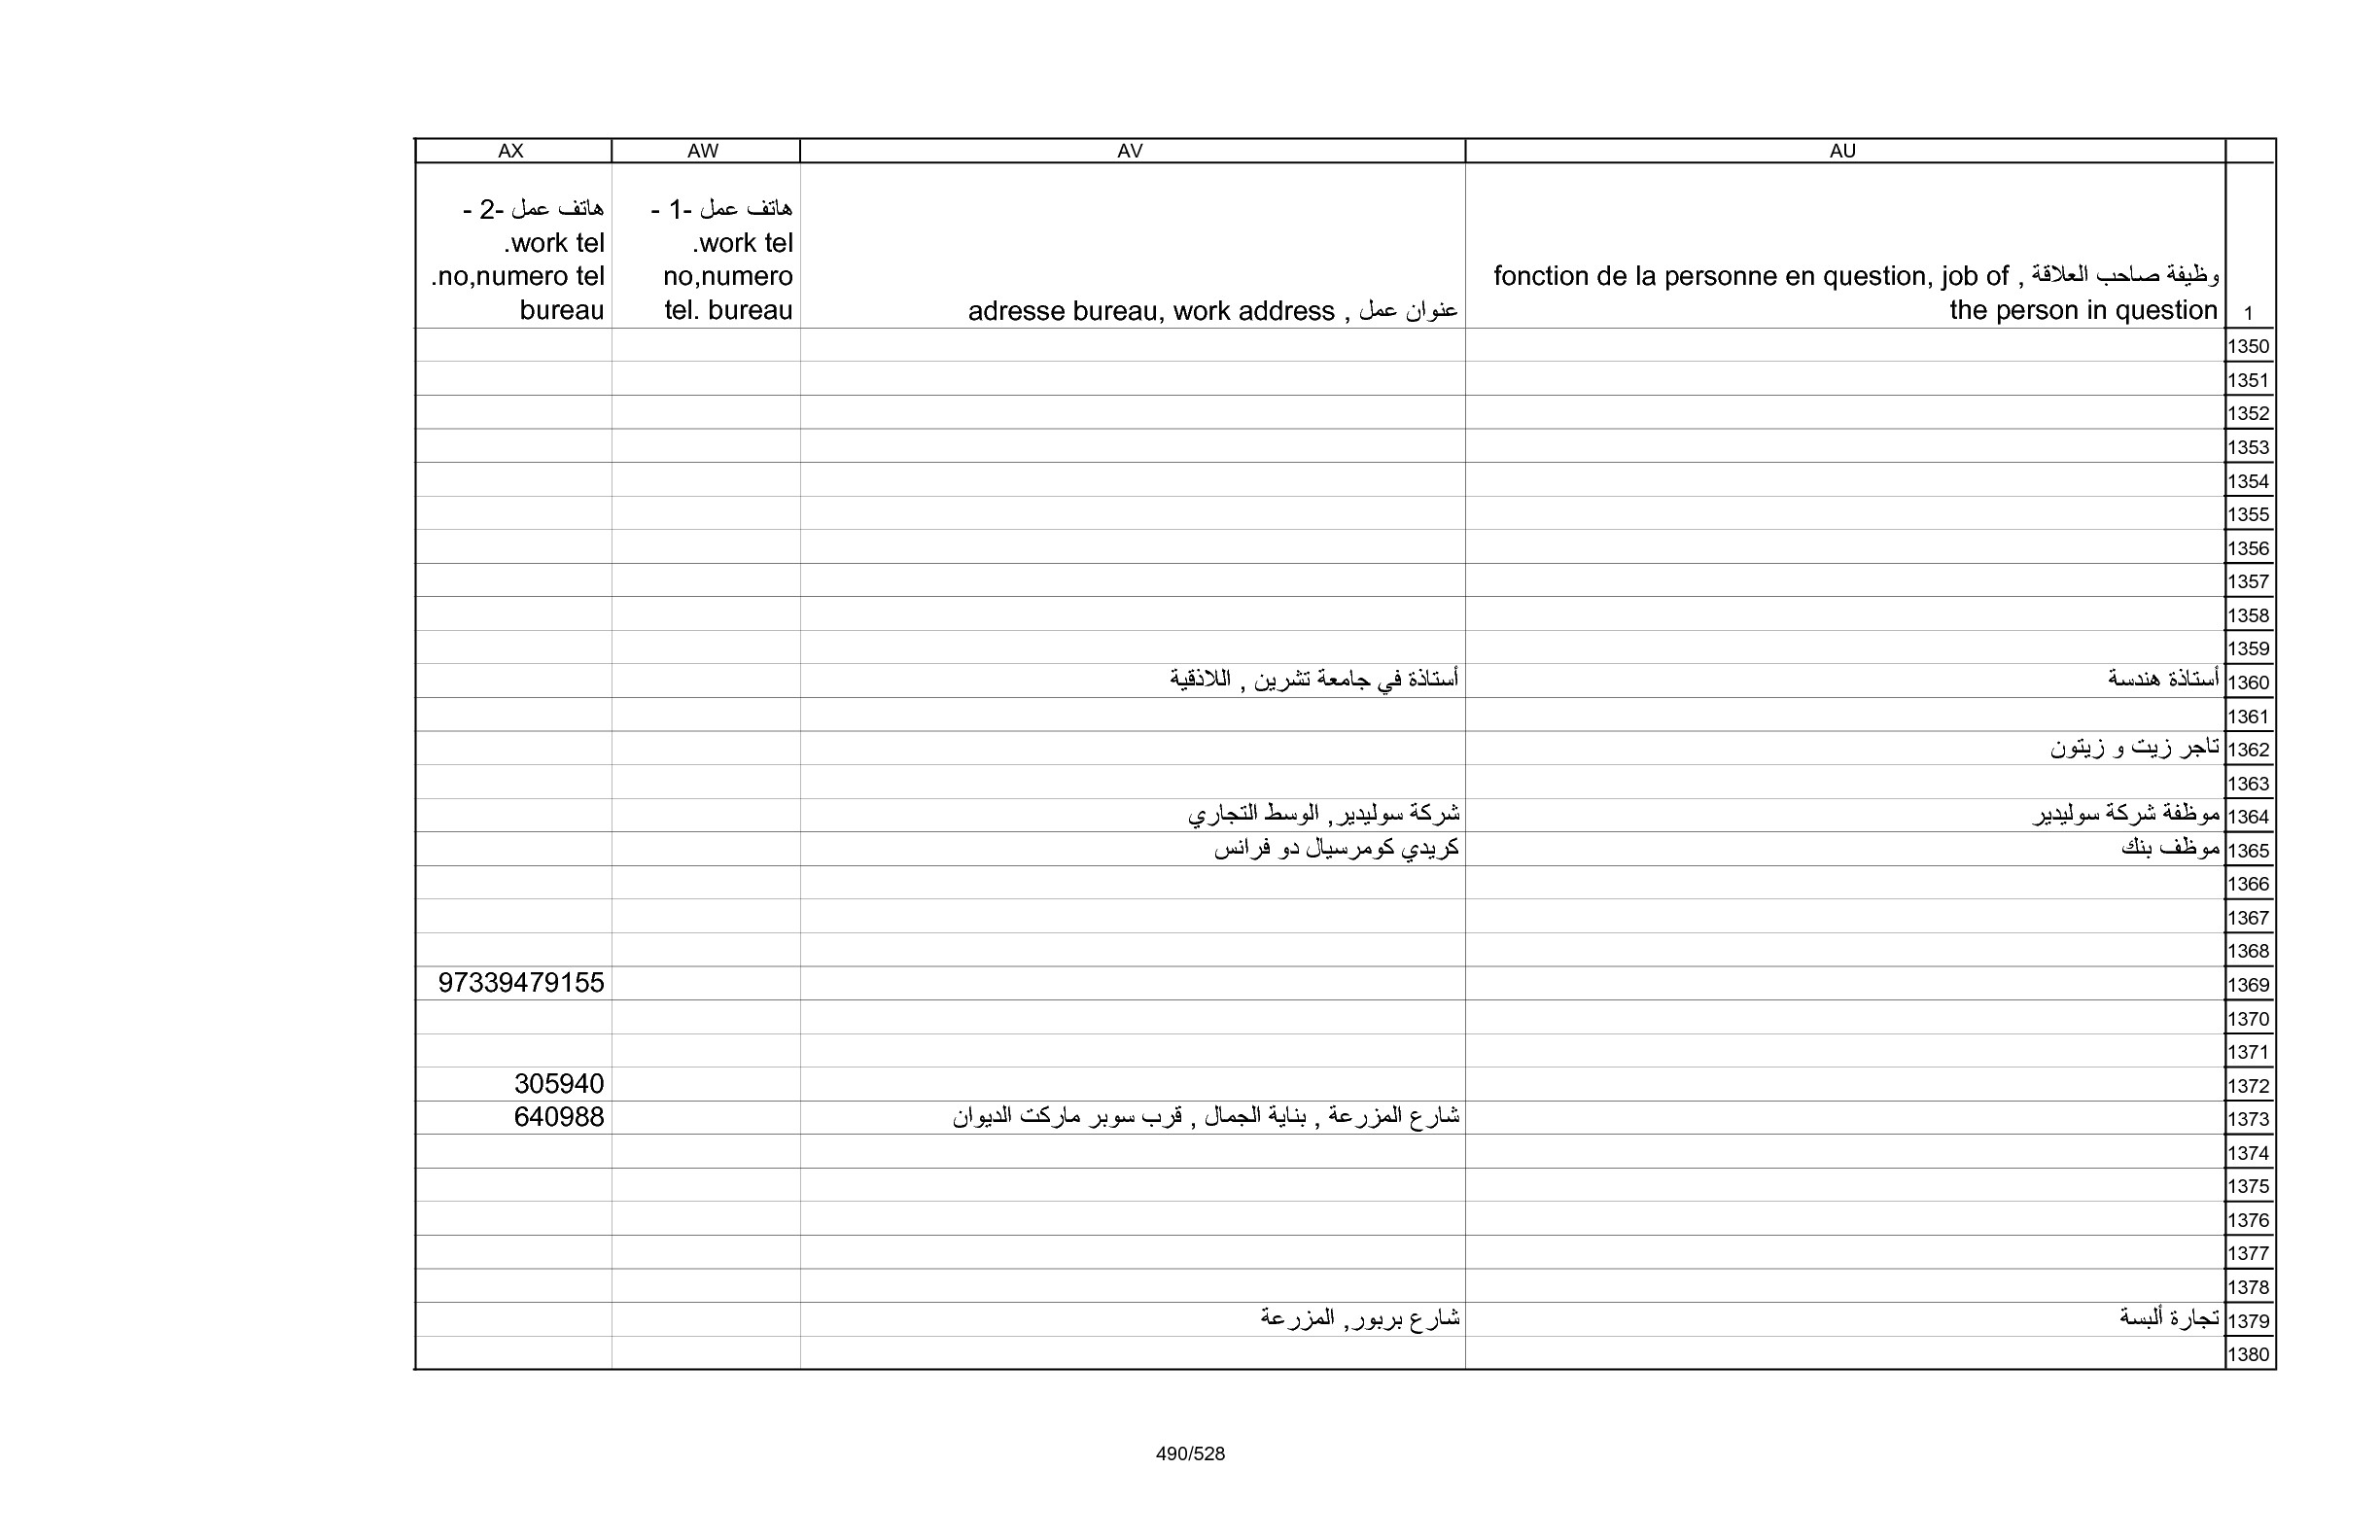 AU AV AW AX
1 وظيفة صاحب العلاقة , fonction de la personne en question, job of the person in question
عنوان عمل , adresse bureau, work address
هاتف عمل -1 -
work tel.
no,numero
tel. bureau
هاتف عمل -2 -
work tel.
no,numero tel.
bureau
1350
1351
1352
1353
1354
1355
1356
1357
1358
1359
1360 أستاذة هندسة أستاذة في جامعة تشرين , اللاذقية
1361
1362 تاجر زيت و زيتون
1363
1364 موظفة شركة سوليدير شركة سوليدير, الوسط التجاري
1365 موظف بنك كريدي كومرسيال دو فرانس
1366
1367
1368
1369 97339479155
1370
1371
1372 305940
1373 شارع المزرعة , بناية الجمال , قرب سوبر ماركت الديوان 640988
1374
1375
1376
1377
1378
1379 تجارة ألبسة شارع بربور, المزرعة
1380
490/528